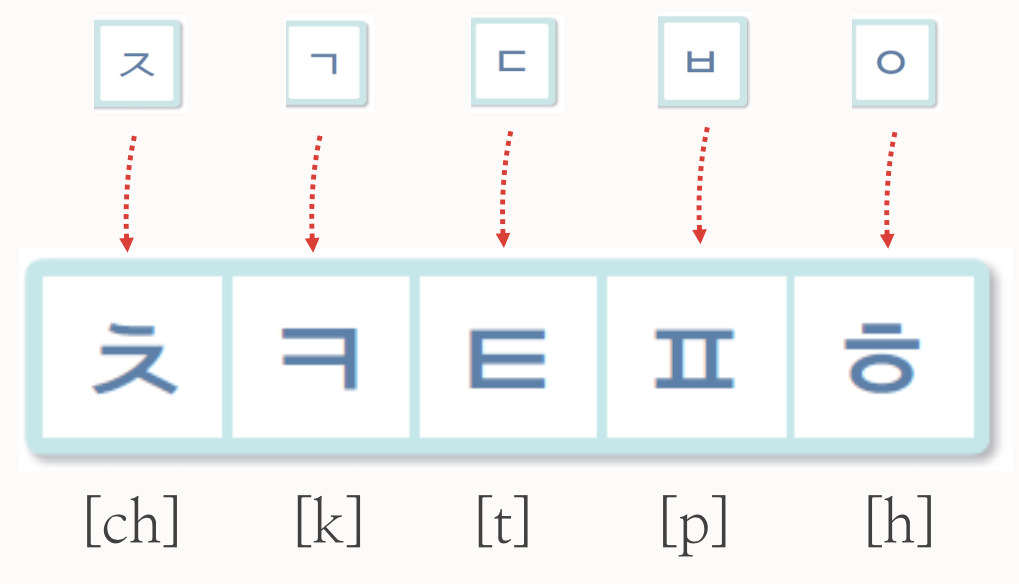 ㅈ ㄱ ㄷ ㅂ ㅇ
ㅊ ㅋ ㅌ ㅍ ㅎ
[ch] [k] [t] [p] [h]